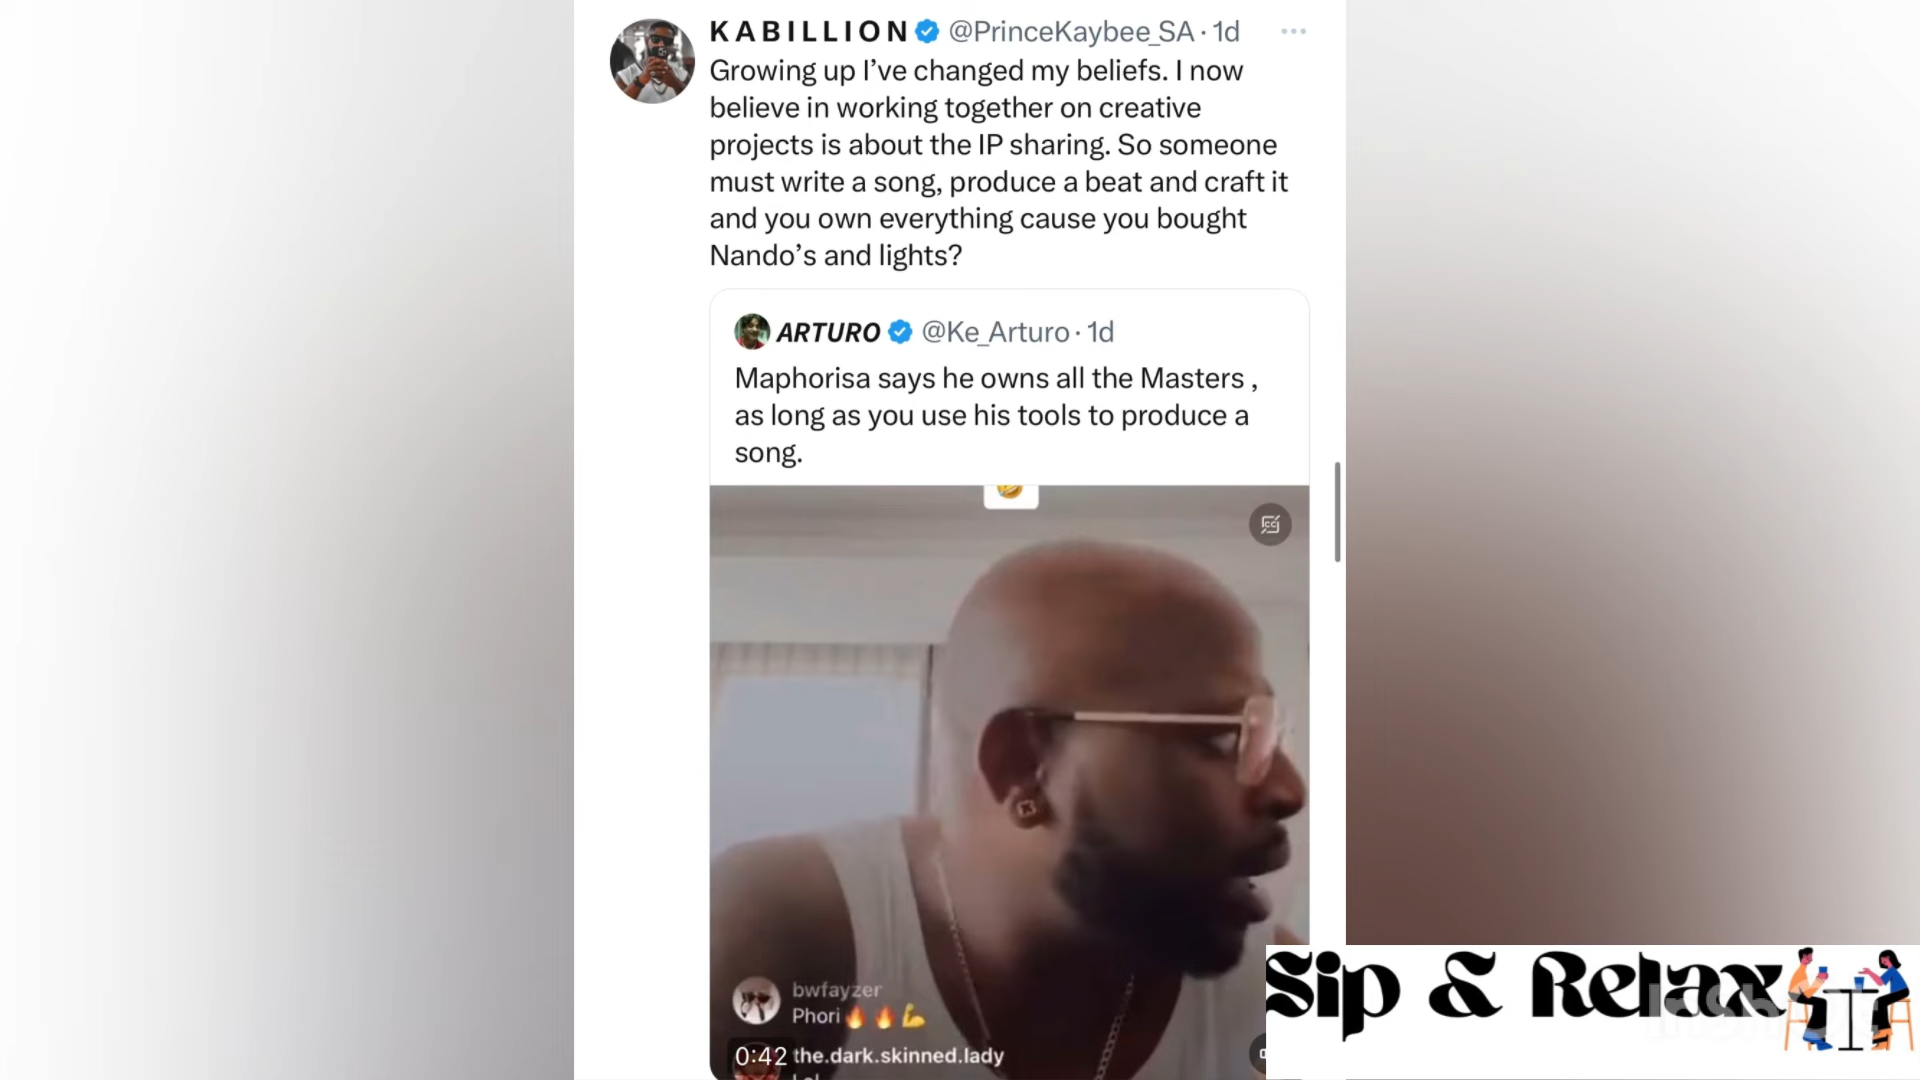 KABILLION @PrinceKaybee_SA · 1d
Growing up I’ve changed my beliefs. I now
believe in working together on creative
projects is about the IP sharing. So someone
must write a song, produce a beat and craft it
and you own everything cause you bought
Nando’s and lights?
ARTURO @Ke_Arturo · 1d
Maphorisa says he owns all the Masters ,
as long as you use his tools to produce a
song.
bwfayzer
Phori🔥🔥💪
0:42 the.dark.skinned.lady
Sip & Relax